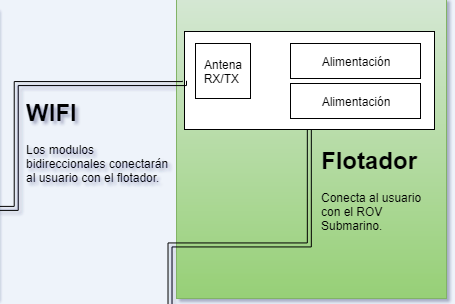 Antena
RX/TX
Alimentación
Alimentación
WIFI
Los modulos
bidireccionales conectarán
al usuario con el flotador.
Flotador
Conecta al usuario
con el ROV
Submarino.